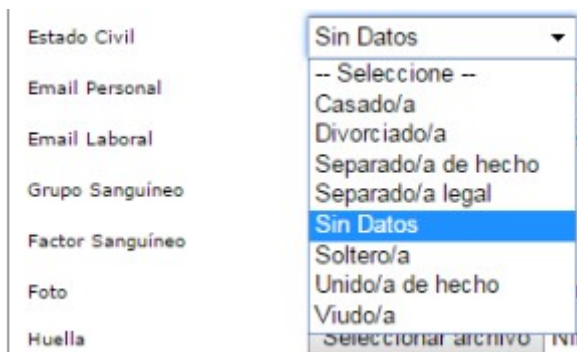 Estado Civil
Sin Datos
-- Seleccione --
Email Personal
Casado/a
Divorciado/a
Email Laboral
Separado/a de hecho
Grupo Sanguíneo
Separado/a legal
Sin Datos
Factor Sanguíneo
Soltero/a
Foto
Unido/a de hecho
Viudo/a
Huella
Seleccionar archivo